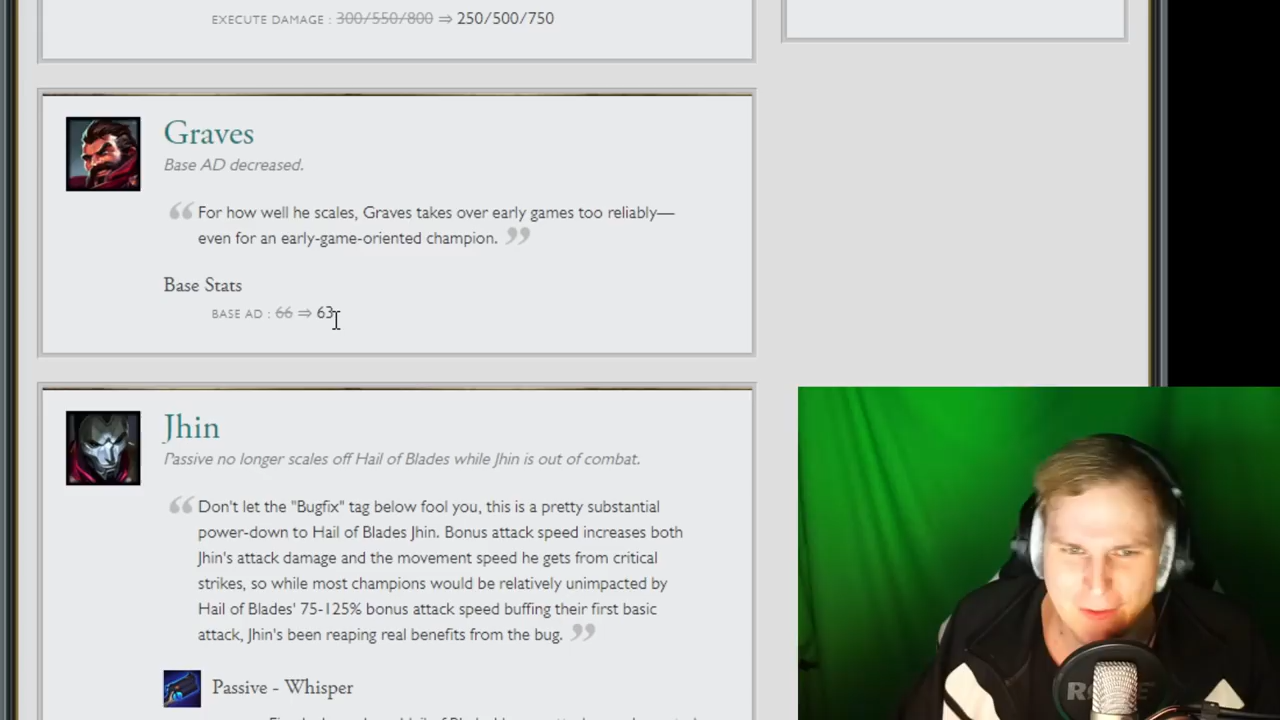 EXECUTE DAMAGE : 300/550/800 ⇒ 250/500/750
Graves
Base AD decreased.
“ For how well he scales, Graves takes over early games too reliably—
even for an early-game-oriented champion. ”
Base Stats
BASE AD : 66 ⇒ 63
Jhin
Passive no longer scales off Hail of Blades while Jhin is out of combat.
“ Don't let the "Bugfix" tag below fool you, this is a pretty substantial
power-down to Hail of Blades Jhin. Bonus attack speed increases both
Jhin's attack damage and the movement speed he gets from critical
strikes, so while most champions would be relatively unimpacted by
Hail of Blades' 75-125% bonus attack speed buffing their first basic
attack, Jhin's been reaping real benefits from the bug. ”
Passive - Whisper